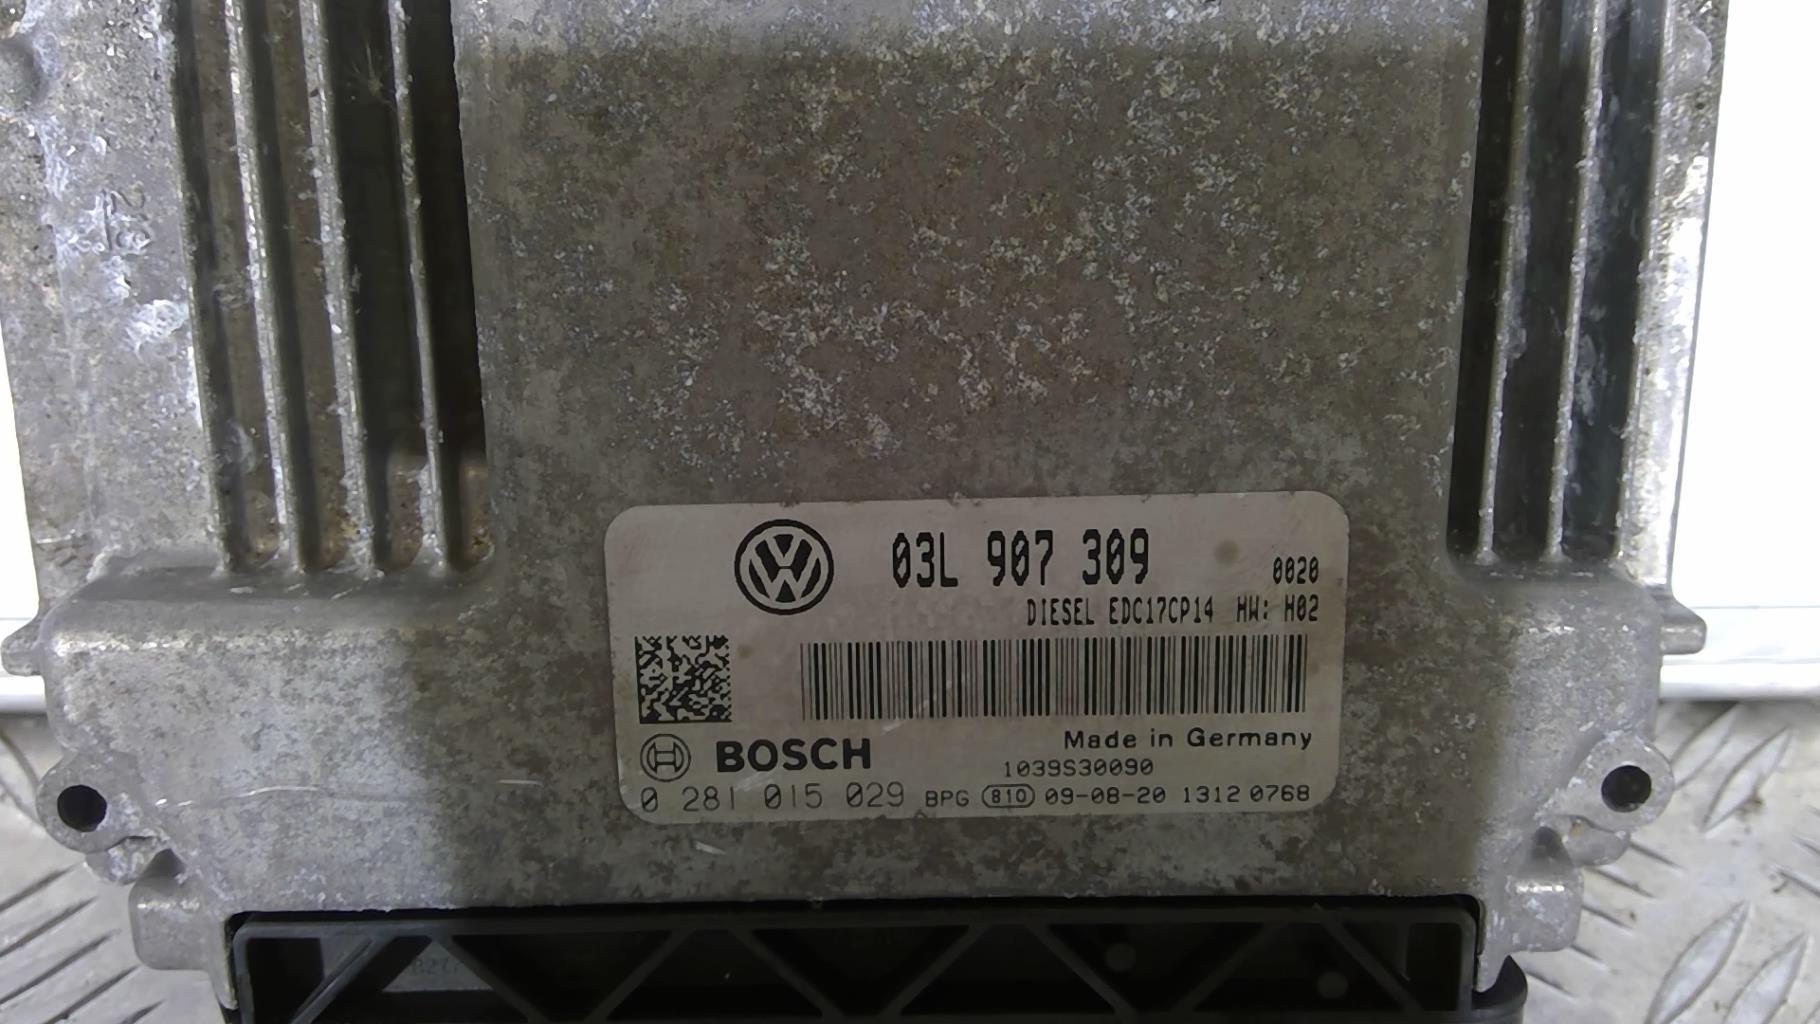 03L 907 309
0020
DIESEL EDC17CP14 HW: H02
BOSCH
Made in Germany
1039S30090
0 281 015 029 BPG 810 09-08-20 1312 0768